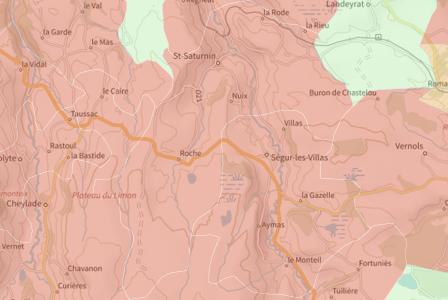 le Val
la Rode
Landeyrat
la Rieu
la Garde
le Mas
St-Saturnin
la Vidal
le Caire
Nuix
Buron de Chastelou
Taussac
Villas
Rastoul
la Bastide
Roche
Ségur-les-Villas
Vernols
Plateau du Limon
la Gazelle
Cheylade
Aymas
Vernet
Chavanon
le Monteil
Fortuniès
Curières
Tuilière